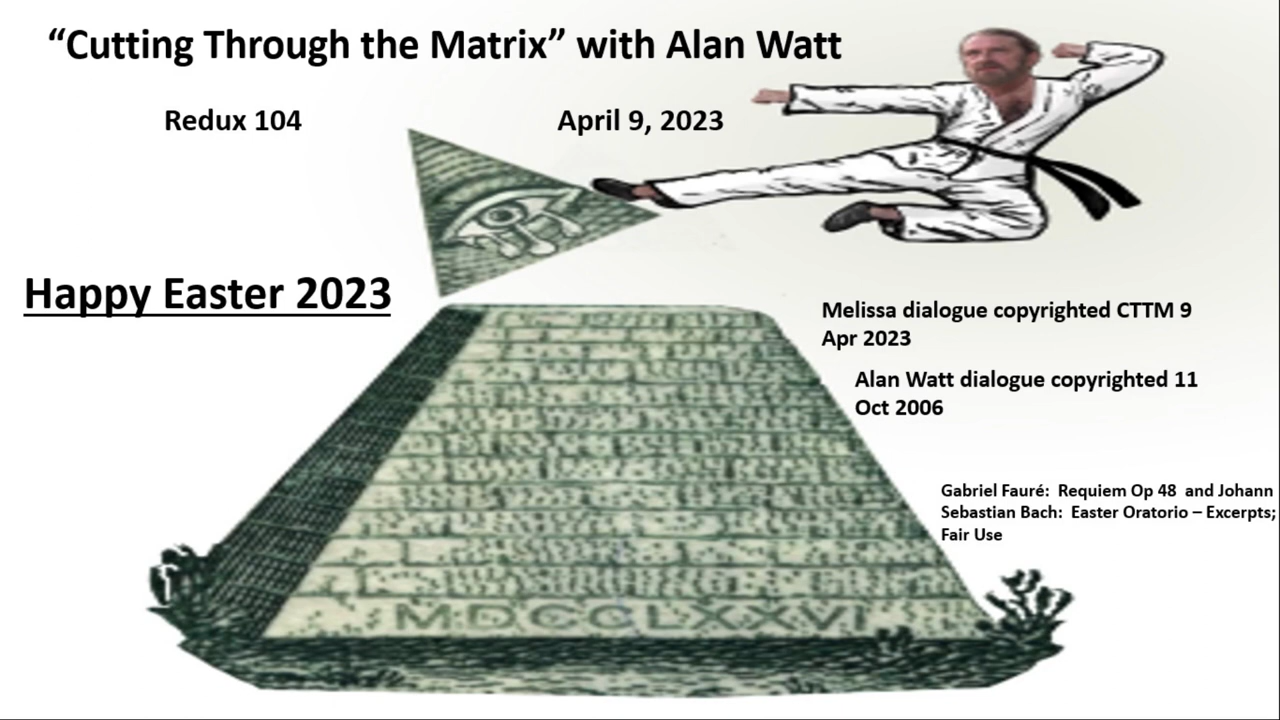 “Cutting Through the Matrix” with Alan Watt
Redux 104
April 9, 2023
Happy Easter 2023
Melissa dialogue copyrighted CTTM 9
Apr 2023
Alan Watt dialogue copyrighted 11
Oct 2006
Gabriel Fauré: Requiem Op 48 and Johann
Sebastian Bach: Easter Oratorio – Excerpts;
Fair Use
MDCCLXXVI